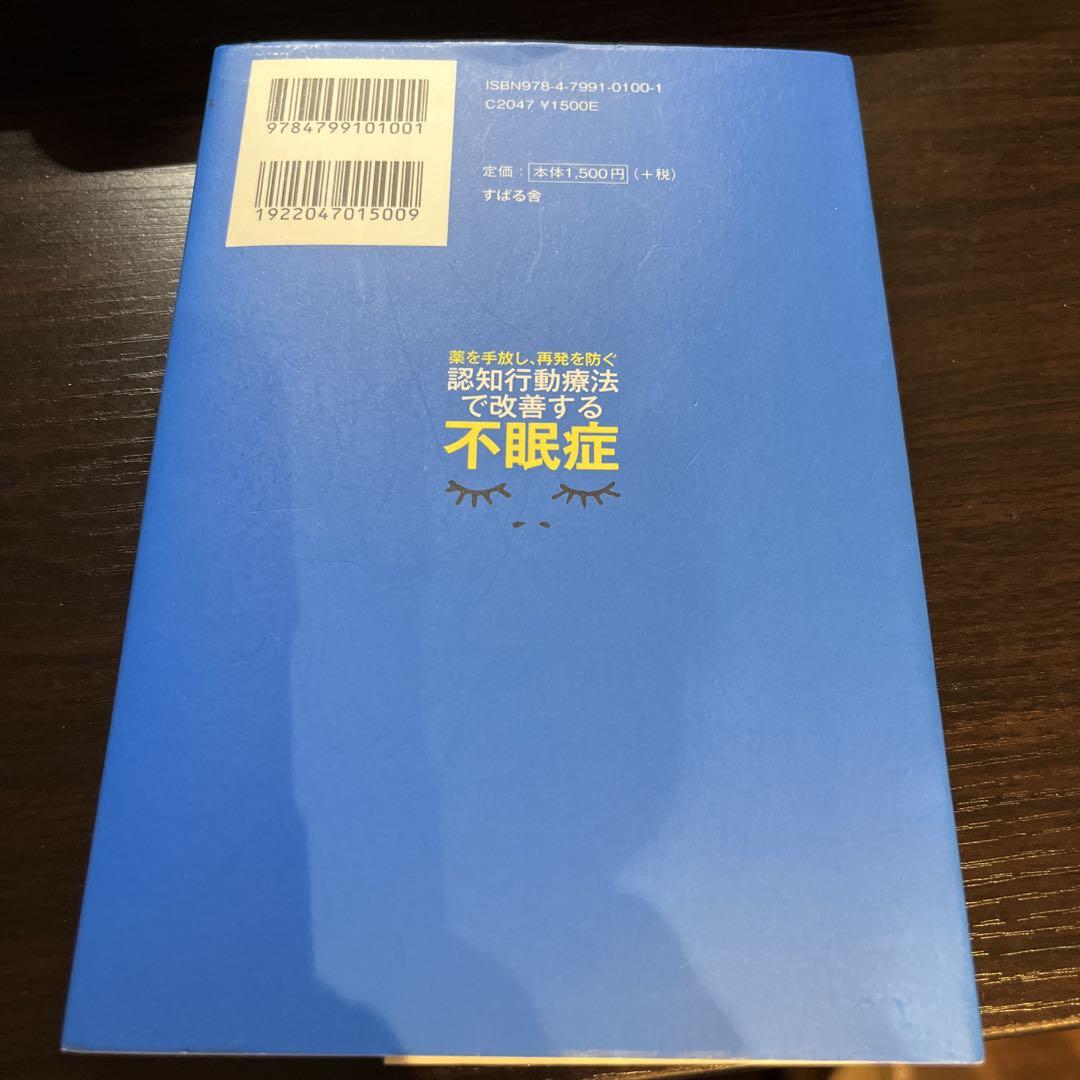 ISBN978-4-7991-0100-1
C2047 ¥1500E
9784799101001
定価：本体1,500円（＋税）
すばる舎
1922047015009
薬を手放し、再発を防ぐ
認知行動療法
で改善する
不眠症